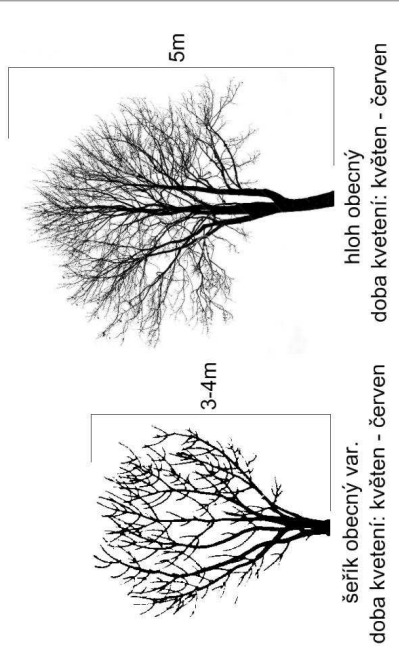 3-4m
šeřík obecný var.
doba kvetení: květen - červen
5m
hloh obecný
doba kvetení: květen - červen